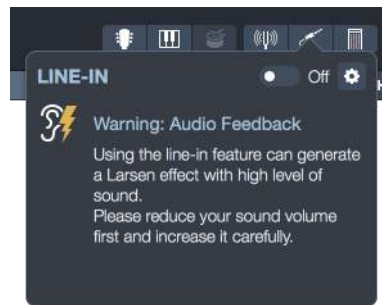 LINE-IN
Off
Warning: Audio Feedback
Using the line-in feature can generate
a Larsen effect with high level of
sound.
Please reduce your sound volume
first and increase it carefully.